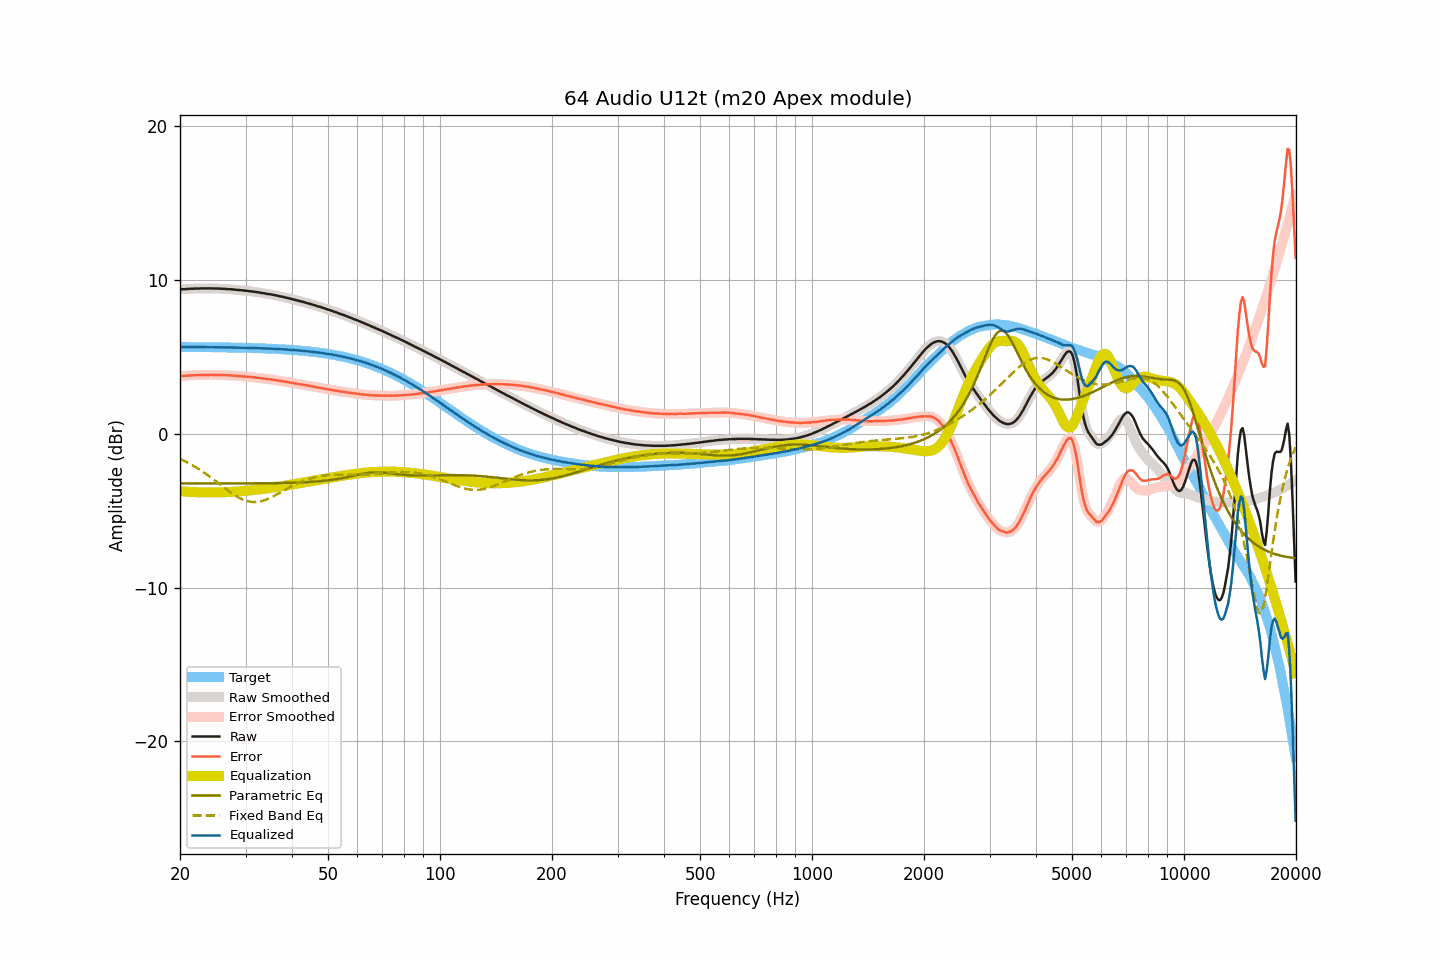 64 Audio U12t (m20 Apex module)
20
10
0
−10
−20
Amplitude (dBr)
Target
Raw Smoothed
Error Smoothed
Raw
Error
Equalization
Parametric Eq
Fixed Band Eq
Equalized
20 50 100 200 500 1000 2000 5000 10000 20000
Frequency (Hz)